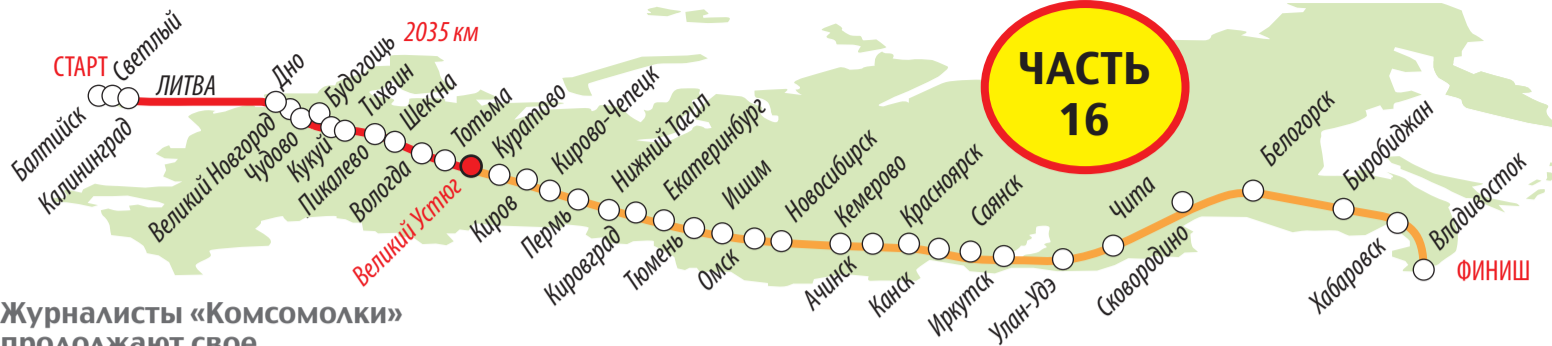 СТАРТ
Балтийск
Светлый
Калининград
ЛИТВА
Дно
Великий Новгород
Чудово
Будогощь
2035 км
Кукуй
Тихвин
Пикалево
Шексна
Вологда
Тотьма
Великий Устюг
Куратово
Киров
Кирово-Чепецк
Пермь
Нижний Тагил
Кировград
Екатеринбург
Тюмень
Ишим
Омск
Новосибирск
Кемерово
Ачинск
Красноярск
Канск
Саянск
Иркутск
Улан-Удэ
Чита
Сковородино
Белогорск
Биробиджан
Хабаровск
Владивосток
ФИНИШ
ЧАСТЬ
16
Журналисты «Комсомолки»
продолжают свое